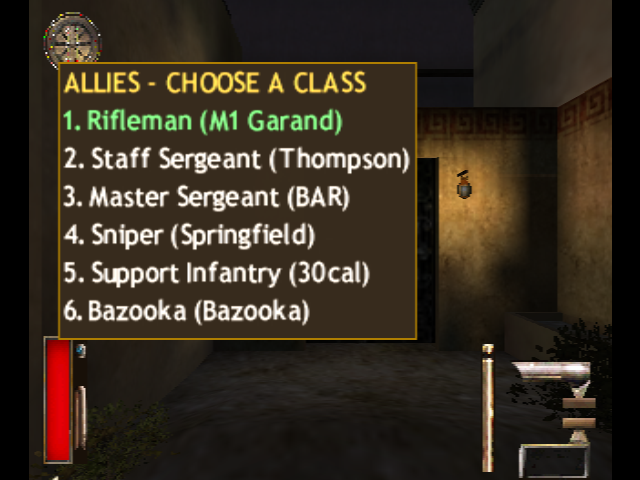 ALLIES - CHOOSE A CLASS
1. Rifleman (M1 Garand)
2. Staff Sergeant (Thompson)
3. Master Sergeant (BAR)
4. Sniper (Springfield)
5. Support Infantry (30cal)
6. Bazooka (Bazooka)